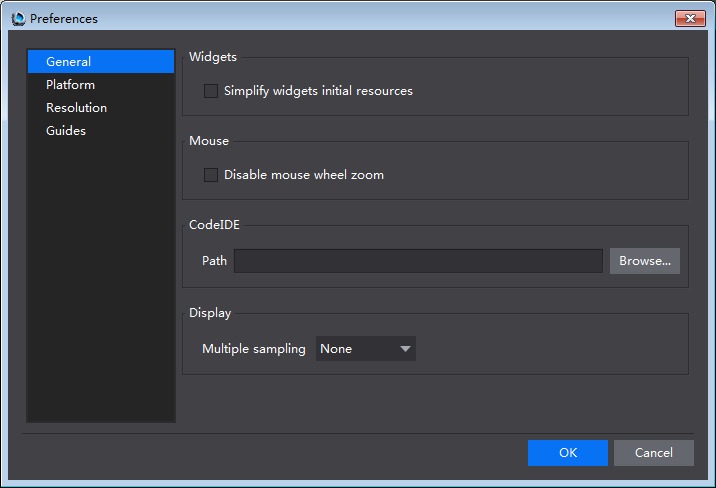 Preferences
General
Platform
Resolution
Guides
Widgets
Simplify widgets initial resources
Mouse
Disable mouse wheel zoom
CodeIDE
Path
Browse...
Display
Multiple sampling None
OK Cancel